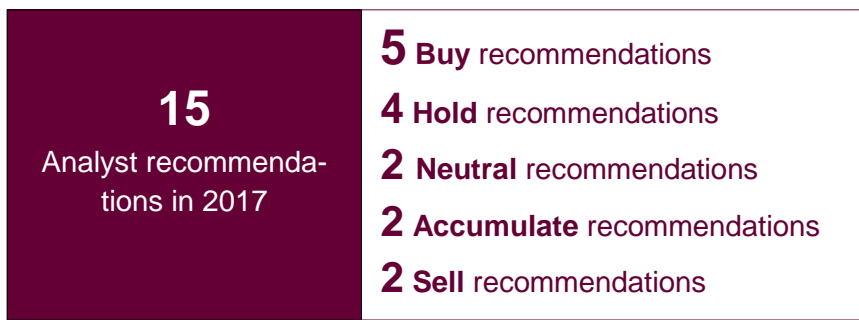 15
Analyst recommenda-
tions in 2017
5 Buy recommendations
4 Hold recommendations
2 Neutral recommendations
2 Accumulate recommendations
2 Sell recommendations